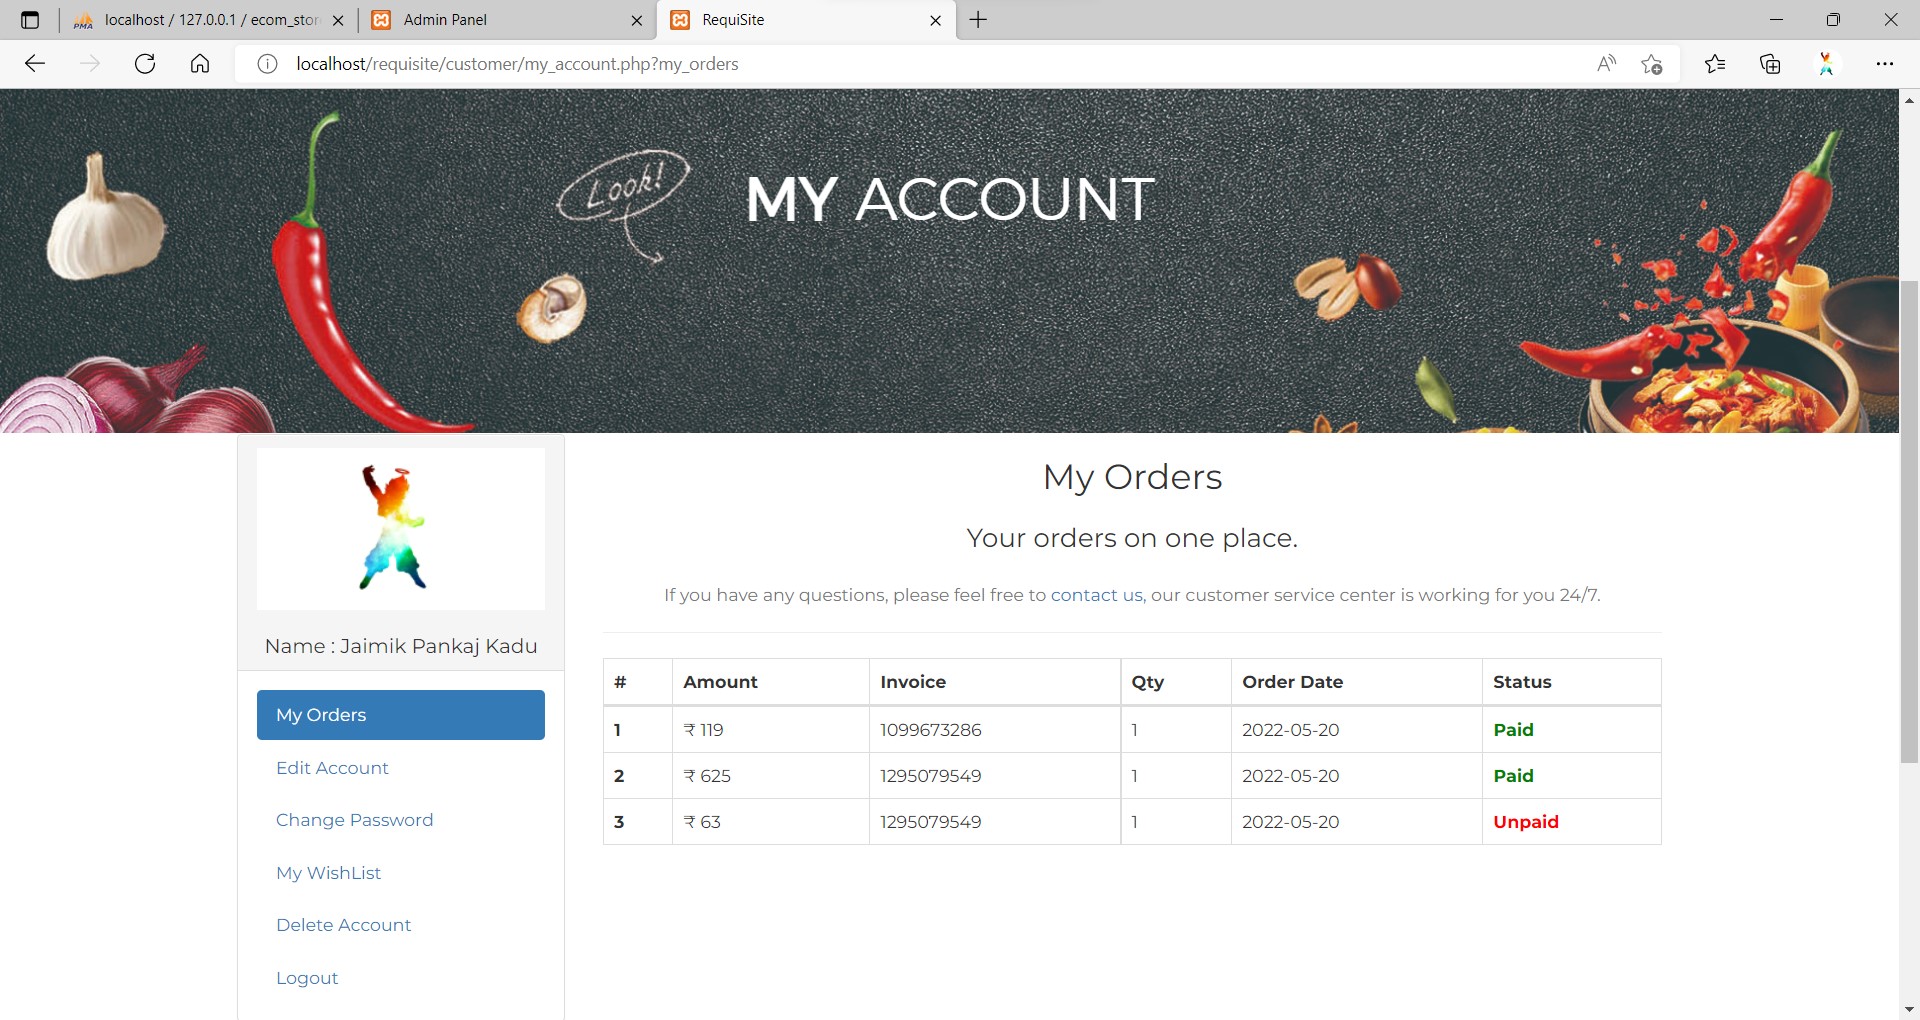 PMA localhost / 127.0.0.1 / ecom_stor
Admin Panel
RequiSite
localhost/requisite/customer/my_account.php?my_orders
Look!
MY ACCOUNT
Name : Jaimik Pankaj Kadu
My Orders
Edit Account
Change Password
My WishList
Delete Account
Logout
My Orders
Your orders on one place.
If you have any questions, please feel free to contact us, our customer service center is working for you 24/7.
# Amount Invoice Qty Order Date Status
1 ₹ 119 1099673286 1 2022-05-20 Paid
2 ₹ 625 1295079549 1 2022-05-20 Paid
3 ₹ 63 1295079549 1 2022-05-20 Unpaid